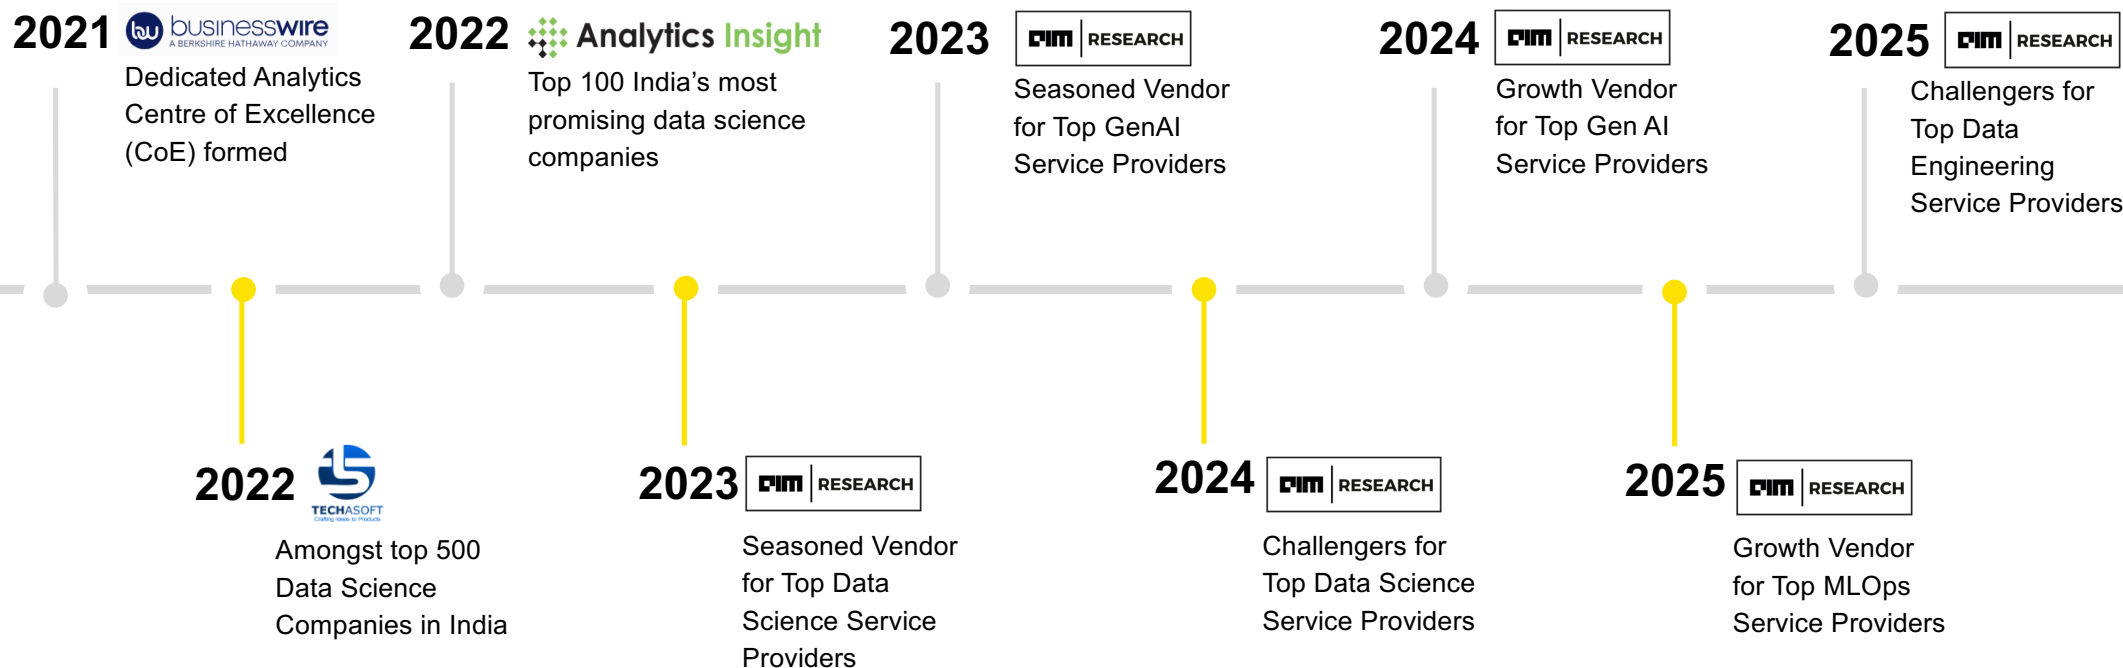 2021
businesswire
A BERKSHIRE HATHAWAY COMPANY
Dedicated Analytics
Centre of Excellence
(CoE) formed
2022
Analytics Insight
Top 100 India’s most
promising data science
companies
2023
AIM RESEARCH
Seasoned Vendor
for Top GenAI
Service Providers
2024
AIM RESEARCH
Growth Vendor
for Top Gen AI
Service Providers
2025
AIM RESEARCH
Challengers for
Top Data
Engineering
Service Providers
2022
TECHASOFT
Crafting Ideas to Products
Amongst top 500
Data Science
Companies in India
2023
AIM RESEARCH
Seasoned Vendor
for Top Data
Science Service
Providers
2024
AIM RESEARCH
Challengers for
Top Data Science
Service Providers
2025
AIM RESEARCH
Growth Vendor
for Top MLOps
Service Providers